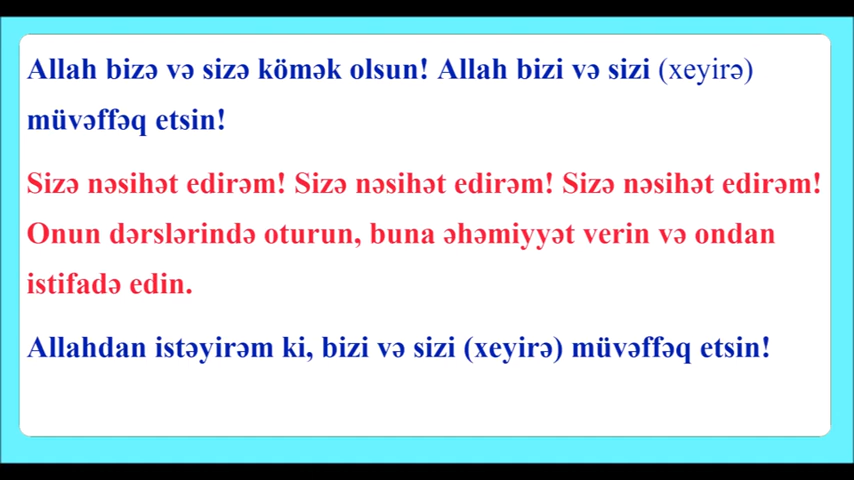 Allah bizə və sizə kömək olsun! Allah bizi və sizi (xeyirə)
müvəffəq etsin!
Sizə nəsihət edirəm! Sizə nəsihət edirəm! Sizə nəsihət edirəm!
Onun dərslərində oturun, buna əhəmiyyət verin və ondan
istifadə edin.
Allahdan istəyirəm ki, bizi və sizi (xeyirə) müvəffəq etsin!